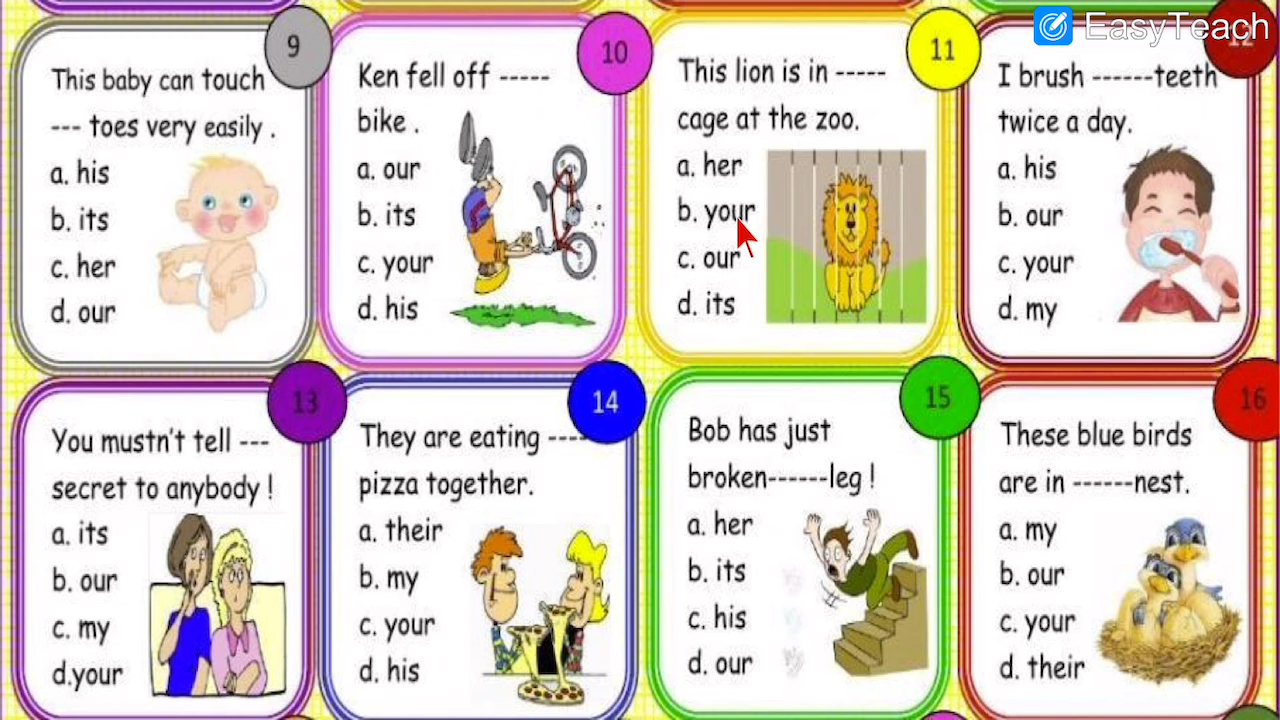 EasyTeach
9
This baby can touch
--- toes very easily .
a. his
b. its
c. her
d. our
10
Ken fell off -----
bike .
a. our
b. its
c. your
d. his
11
This lion is in -----
cage at the zoo.
a. her
b. your
c. our
d. its
12
I brush ------teeth
twice a day.
a. his
b. our
c. your
d. my
13
You mustn't tell ---
secret to anybody !
a. its
b. our
c. my
d.your
14
They are eating ----
pizza together.
a. their
b. my
c. your
d. his
15
Bob has just
broken------leg !
a. her
b. its
c. his
d. our
16
These blue birds
are in ------nest.
a. my
b. our
c. your
d. their